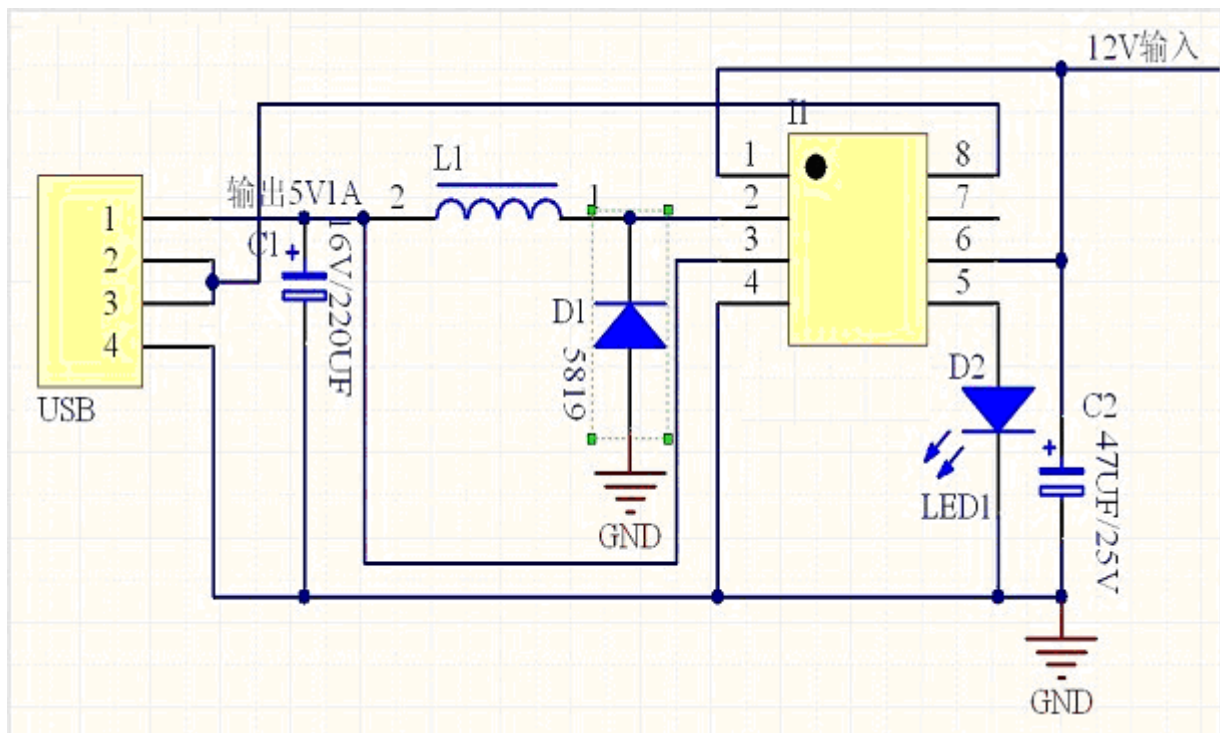 12V输入
I1
1
8
L1
2
7
输出5V1A
2
1
1
3
6
C1
16V/220UF
2
4
5
3
D1
5819
4
D2
USB
C2
47UF/25V
LED1
GND
GND